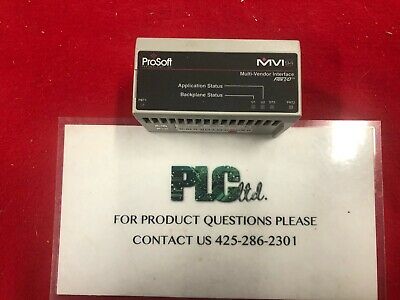 ProSoft
MVI
Multi-Vendor Interface
Application Status
Backplane Status
PLC ltd.
FOR PRODUCT QUESTIONS PLEASE
CONTACT US 425-286-2301